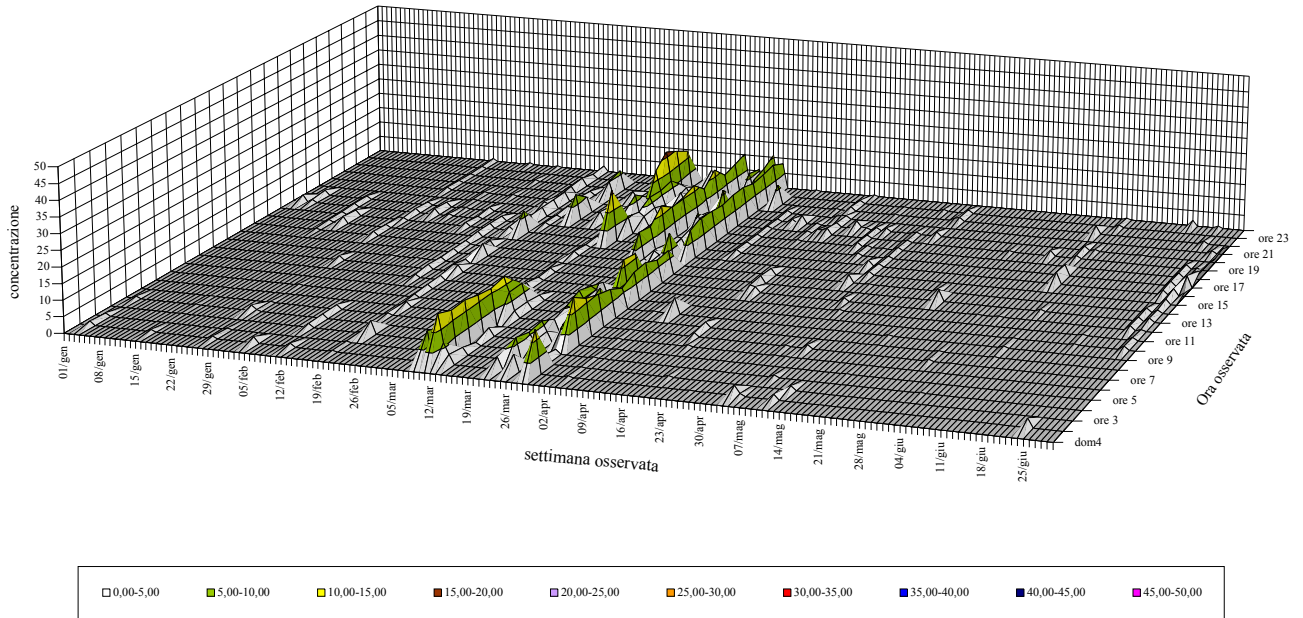 concentrazione
50
45
40
35
30
25
20
15
10
5
0
01/gen
08/gen
15/gen
22/gen
29/gen
05/feb
12/feb
19/feb
26/feb
05/mar
12/mar
19/mar
26/mar
02/apr
09/apr
16/apr
23/apr
30/apr
07/mag
14/mag
21/mag
28/mag
04/giu
11/giu
18/giu
25/giu
settimana osservata
ore 23
ore 21
ore 19
ore 17
ore 15
ore 13
ore 11
ore 9
ore 7
ore 5
ore 3
dom4
Ora osservata
0,00-5,00 5,00-10,00 10,00-15,00 15,00-20,00 20,00-25,00 25,00-30,00 30,00-35,00 35,00-40,00 40,00-45,00 45,00-50,00